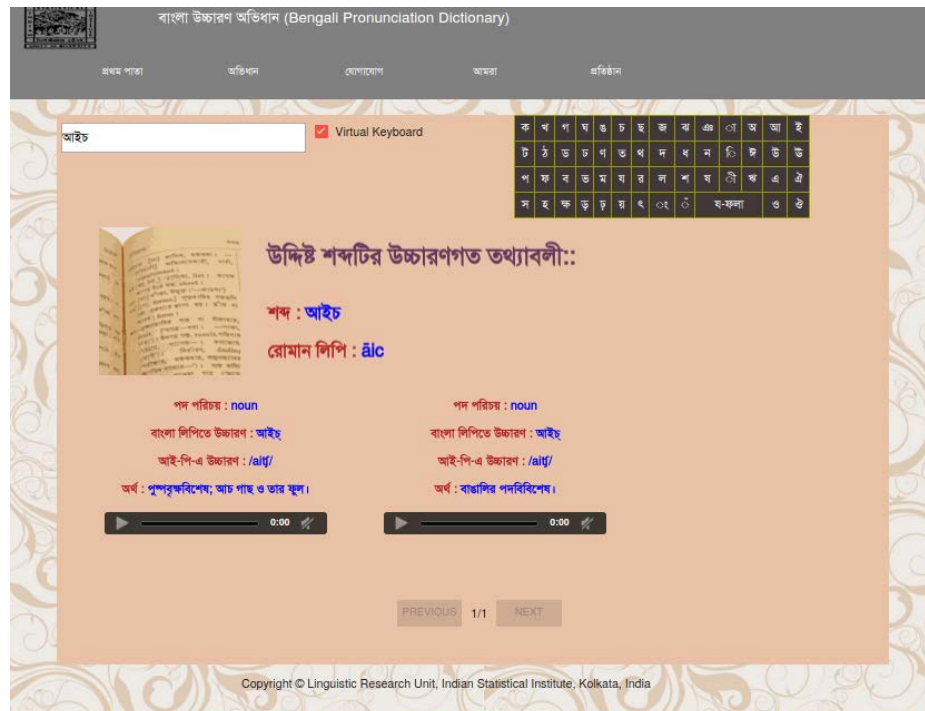 বাংলা উচ্চারণ অভিধান (Bengali Pronunciation Dictionary)
প্রথম পাতা অভিধান যোগাযোগ আমরা প্রতিষ্ঠান
আইচ Virtual Keyboard
ক খ গ ঘ ঙ চ ছ জ ঝ ঞ া অ আ ই
ট ঠ ড ঢ ণ ত থ দ ধ ন ি ঈ উ ঊ
প ফ ব ভ ম য র ল শ ষ ী ঋ এ ঐ
স হ ক্ষ ড় ঢ় য় ৎ ং ঁ য-ফলা ও ঔ
উদ্দিষ্ট শব্দটির উচ্চারণগত তথ্যাবলী::
শব্দ : আইচ
রোমান লিপি : āic
পদ পরিচয় : noun
বাংলা লিপিতে উচ্চারণ : আইচ্
আই-পি-এ উচ্চারণ : /aitʃ/
অর্থ : পুষ্পবৃক্ষবিশেষ; আচ গাছ ও তার ফুল।
0:00
পদ পরিচয় : noun
বাংলা লিপিতে উচ্চারণ : আইচ্
আই-পি-এ উচ্চারণ : /aitʃ/
অর্থ : বাঙালির পদবিবিশেষ।
0:00
PREVIOUS 1/1 NEXT
Copyright © Linguistic Research Unit, Indian Statistical Institute, Kolkata, India